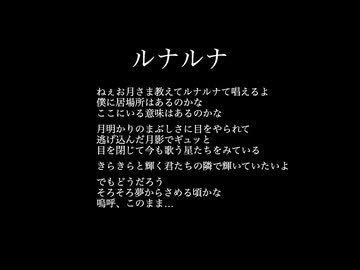 ルナルナ
ねぇお月さま教えてルナルナて唱えるよ
僕に居場所はあるのかな
ここにいる意味はあるのかな
月明かりのまぶしさに目をやられて
逃げ込んだ月影でギュッと
目を閉じて今も歌う星たちをみている
きらきらと輝く君たちの隣で輝いていたいよ
でもどうだろう
そろそろ夢からさめる頃かな
嗚呼、このまま…